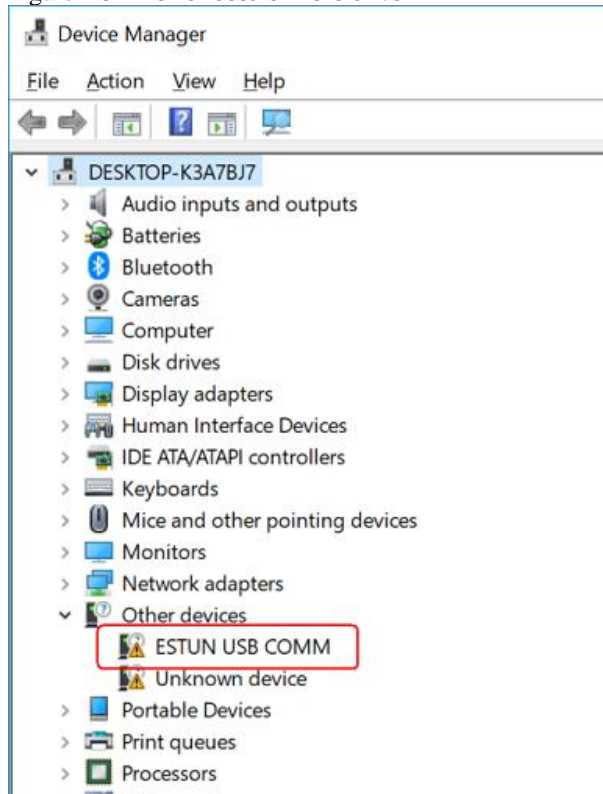 Device Manager
File Action View Help
DESKTOP-K3A7BJ7
Audio inputs and outputs
Batteries
Bluetooth
Cameras
Computer
Disk drives
Display adapters
Human Interface Devices
IDE ATA/ATAPI controllers
Keyboards
Mice and other pointing devices
Monitors
Network adapters
Other devices
ESTUN USB COMM
Unknown device
Portable Devices
Print queues
Processors